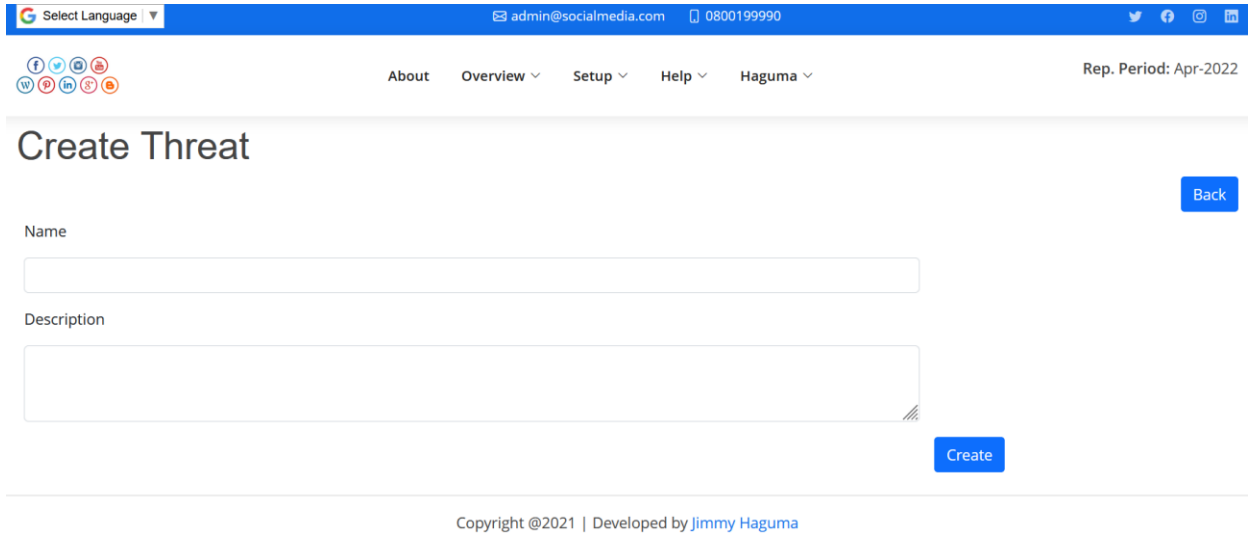 Select Language ▼ admin@socialmedia.com 0800199990
About Overview Setup Help Haguma Rep. Period: Apr-2022
Create Threat
Back
Name
Description
Create
Copyright @2021 | Developed by Jimmy Haguma